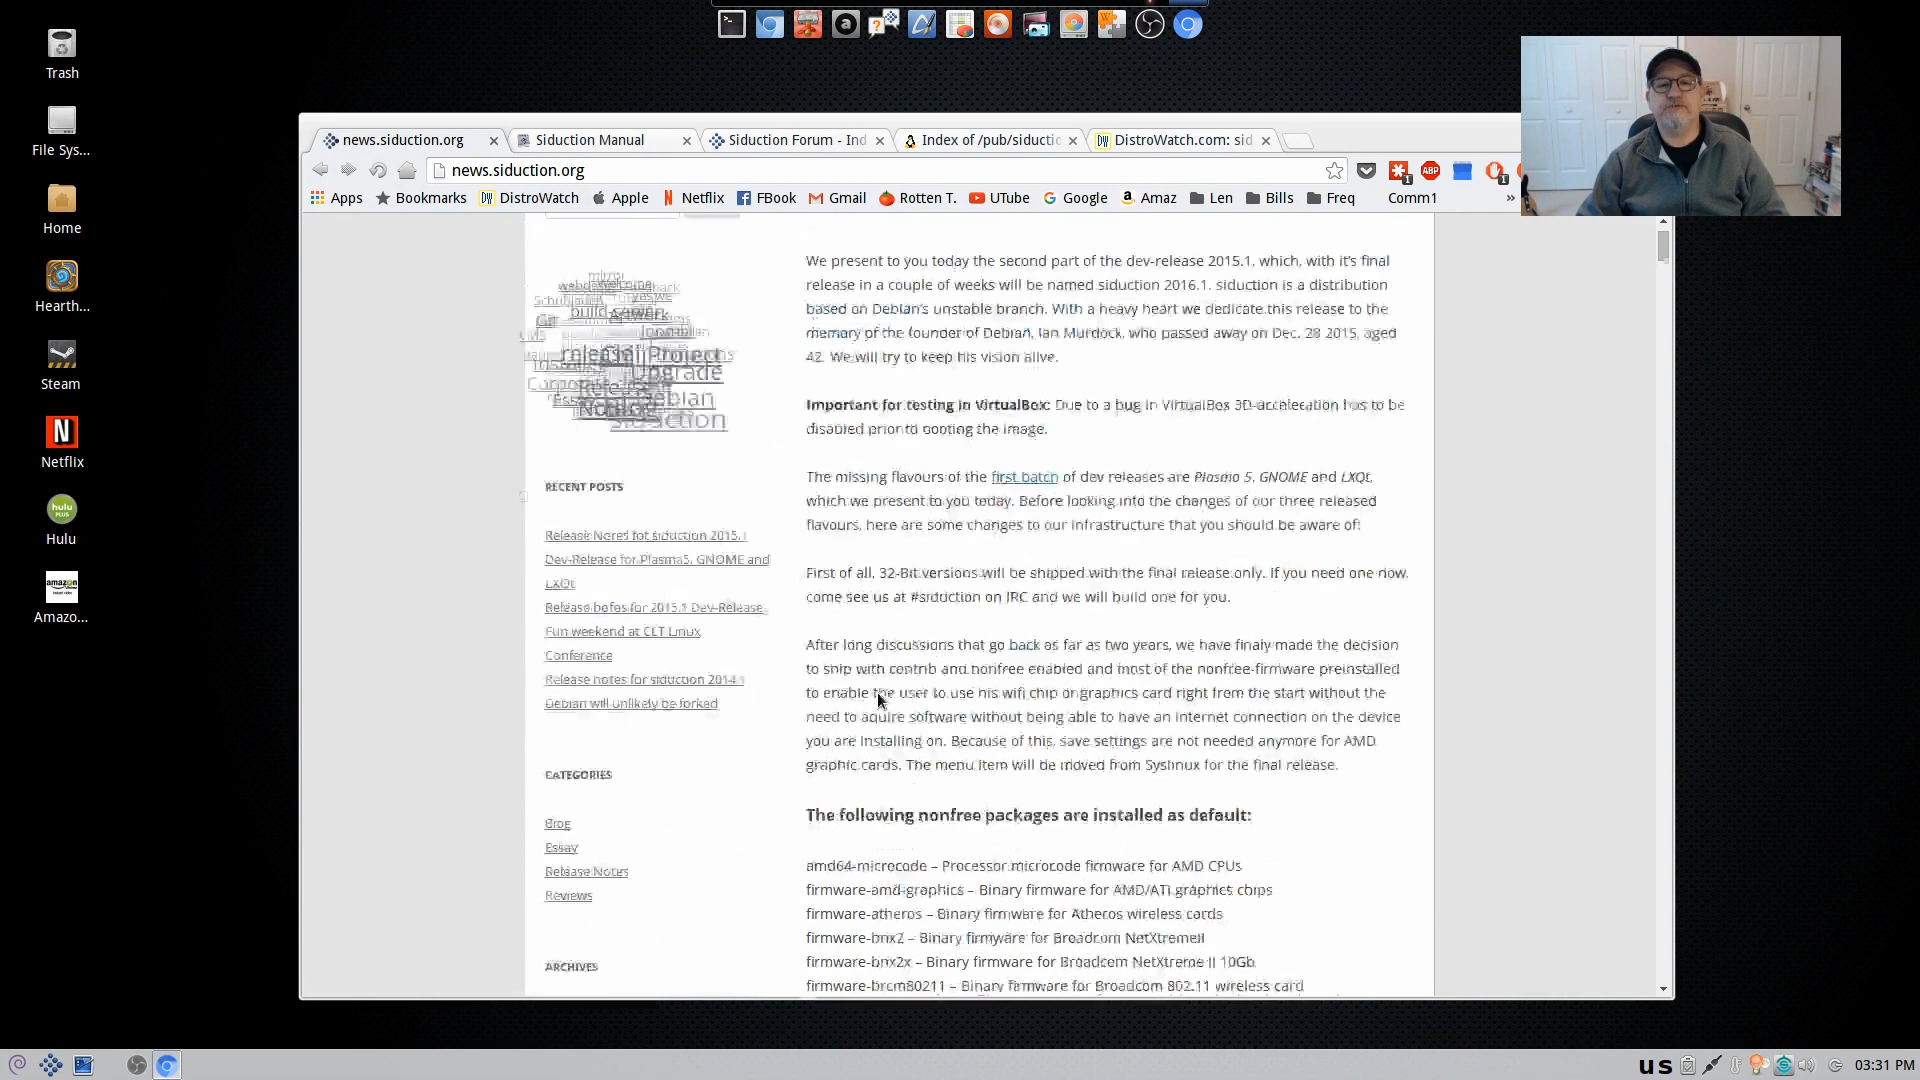 Trash
File Sys...
Home
Hearth...
Steam
Netflix
Hulu
Amazo...
news.siduction.org
Siduction Manual
Siduction Forum - Ind
Index of /pub/siductio
DistroWatch.com: sid
news.siduction.org
Apps
Bookmarks
DistroWatch
Apple
Netflix
FBook
Gmail
Rotten T.
UTube
Google
Amaz
Len
Bills
Freq
Comm1
»
We present to you today the second part of the dev-release 2015.1, which, with it's final
release in a couple of weeks will be named siduction 2016.1. siduction is a distribution
based on Debian's unstable branch. With a heavy heart we dedicate this release to the
memory of the founder of Debian, Ian Murdock, who passed away on Dec. 28 2015, aged
42. We will try to keep his vision alive.
Important for testing in VirtualBox: Due to a bug in VirtualBox 3D-acceleration has to be
disabled prior to booting the image.
The missing flavours of the first batch of dev releases are Plasma 5, GNOME and LXQt,
which we present to you today. Before looking into the changes of our three released
flavours, here are some changes to our infrastructure that you should be aware of:
First of all, 32-Bit versions will be shipped with the final release only. If you need one now,
come see us at #siduction on IRC and we will build one for you.
After long discussions that go back as far as two years, we have finaly made the decision
to ship with contrib and nonfree enabled and most of the nonfree-firmware preinstalled
to enable the user to use his wifi chip or graphics card right from the start without the
need to aquire software without being able to have an internet connection on the device
you are installing on. Because of this, save settings are not needed anymore for AMD
graphic cards. The menu item will be moved from Syslinux for the final release.
The following nonfree packages are installed as default:
amd64-microcode – Processor microcode firmware for AMD CPUs
firmware-amd-graphics – Binary firmware for AMD/ATI graphics chips
firmware-atheros – Binary firmware for Atheros wireless cards
firmware-bnx2 – Binary firmware for Broadcom NetXtremeII
firmware-bnx2x – Binary firmware for Broadcom NetXtreme II 10Gb
firmware-brcm80211 – Binary firmware for Broadcom 802.11 wireless card
build
Artwork
release
Project
Upgrade
Debian
siduction
RECENT POSTS
Release Notes for siduction 2015.1
Dev-Release for Plasma5, GNOME and
LXQt
Release notes for 2015.1 Dev-Release
Fun weekend at CLT Linux
Conference
Release notes for siduction 2014.1
Debian will unlikely be forked
CATEGORIES
Blog
Essay
Release Notes
Reviews
ARCHIVES
us
03:31 PM